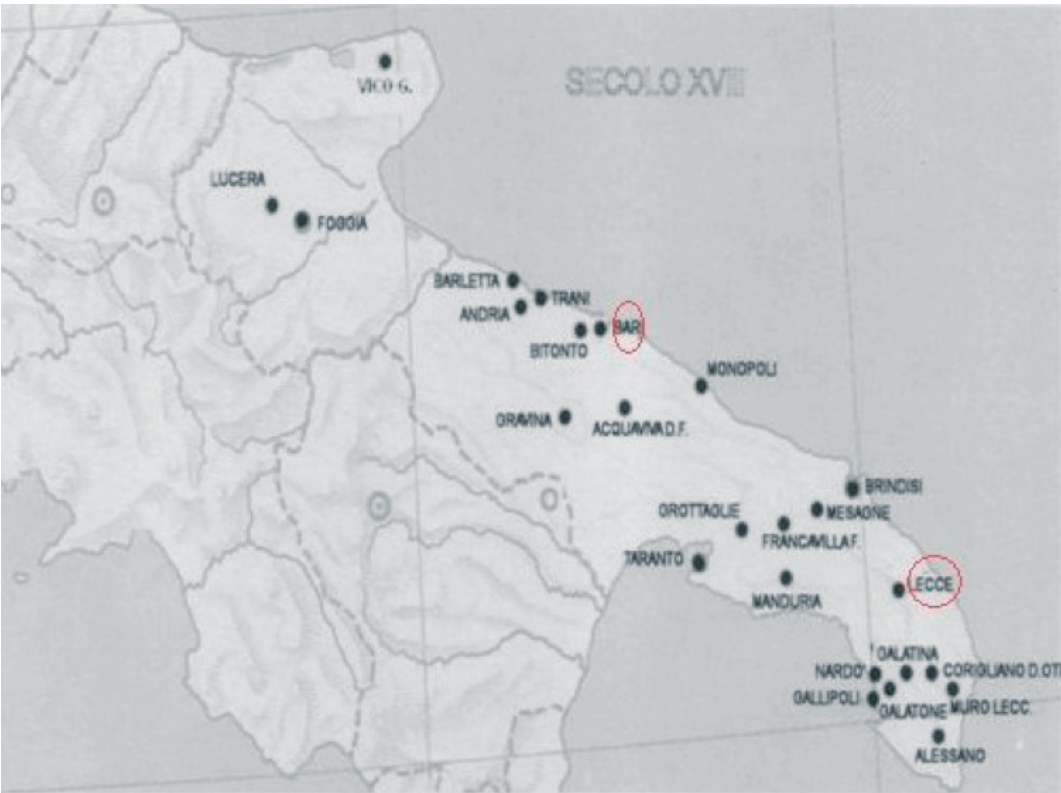 VICO G.
SECOLO XVIII
LUCERA
FOGGIA
BARLETTA
TRANI
ANDRIA
BARI
BITONTO
MONOPOLI
GRAVINA
ACQUAVIVA D.F.
BRINDISI
MESAGNE
GROTTAGLIE
FRANCAVILLA F.
TARANTO
LECCE
MANDURIA
GALATINA
NARDO'
CORIGLIANO D.OT
GALLIPOLI
GALATONE
MURO LECC.
ALESSANO